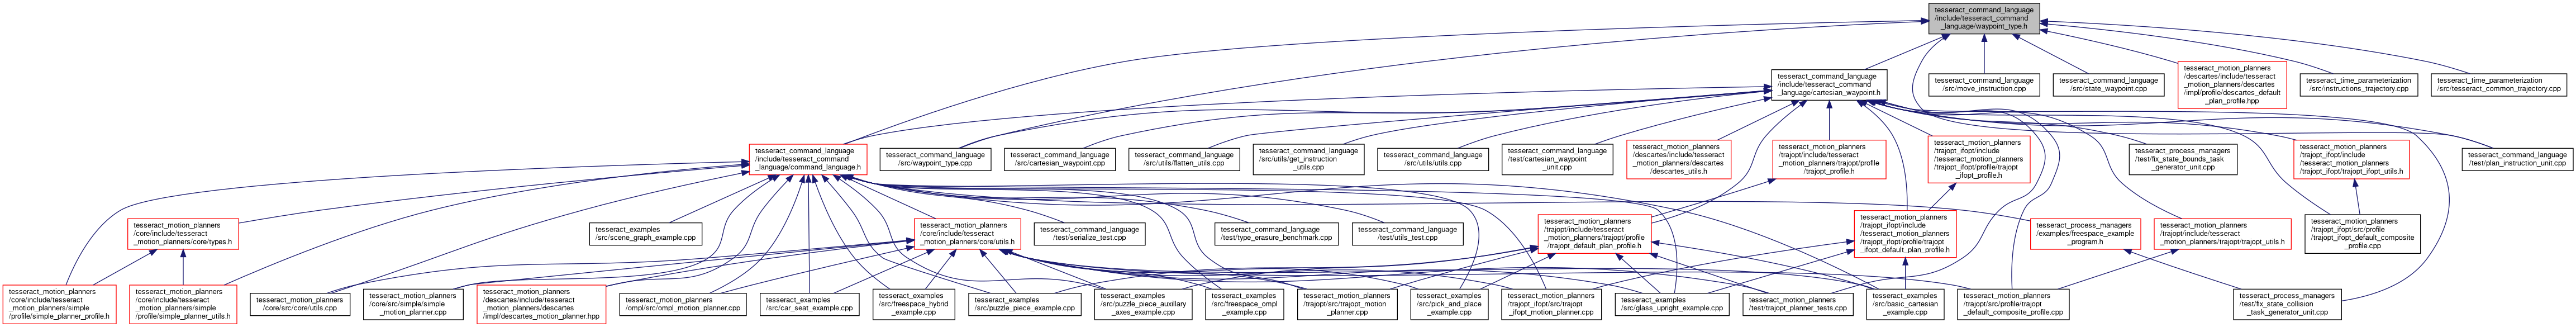 tesseract_command_language
/include/tesseract_command
_language/waypoint_type.h
tesseract_command_language
/include/tesseract_command
_language/cartesian_waypoint.h
tesseract_command_language
/src/move_instruction.cpp
tesseract_command_language
/src/state_waypoint.cpp
tesseract_motion_planners
/descartes/include/tesseract
_motion_planners/descartes
/impl/profile/descartes_default
_plan_profile.hpp
tesseract_time_parameterization
/src/instructions_trajectory.cpp
tesseract_time_parameterization
/src/tesseract_common_trajectory.cpp
tesseract_command_language
/include/tesseract_command
_language/command_language.h
tesseract_command_language
/src/waypoint_type.cpp
tesseract_command_language
/src/cartesian_waypoint.cpp
tesseract_command_language
/src/utils/flatten_utils.cpp
tesseract_command_language
/src/utils/get_instruction
_utils.cpp
tesseract_command_language
/src/utils/utils.cpp
tesseract_command_language
/test/cartesian_waypoint
_unit.cpp
tesseract_motion_planners
/descartes/include/tesseract
_motion_planners/descartes
/descartes_utils.h
tesseract_motion_planners
/trajopt/include/tesseract
_motion_planners/trajopt/profile
/trajopt_profile.h
tesseract_motion_planners
/trajopt_ifopt/include
/tesseract_motion_planners
/trajopt_ifopt/profile/trajopt
_ifopt_profile.h
tesseract_process_managers
/test/fix_state_bounds_task
_generator_unit.cpp
tesseract_motion_planners
/trajopt_ifopt/include
/tesseract_motion_planners
/trajopt_ifopt/trajopt_ifopt_utils.h
tesseract_command_language
/test/plan_instruction_unit.cpp
tesseract_motion_planners
/core/include/tesseract
_motion_planners/core/types.h
tesseract_examples
/src/scene_graph_example.cpp
tesseract_motion_planners
/core/include/tesseract
_motion_planners/core/utils.h
tesseract_command_language
/test/serialize_test.cpp
tesseract_command_language
/test/type_erasure_benchmark.cpp
tesseract_command_language
/test/utils_test.cpp
tesseract_motion_planners
/trajopt/include/tesseract
_motion_planners/trajopt/profile
/trajopt_default_plan_profile.h
tesseract_motion_planners
/trajopt_ifopt/include
/tesseract_motion_planners
/trajopt_ifopt/profile/trajopt
_ifopt_default_plan_profile.h
tesseract_process_managers
/examples/freespace_example
_program.h
tesseract_motion_planners
/trajopt/include/tesseract
_motion_planners/trajopt/trajopt_utils.h
tesseract_motion_planners
/trajopt_ifopt/src/profile
/trajopt_ifopt_default_composite
_profile.cpp
tesseract_motion_planners
/core/include/tesseract
_motion_planners/simple
/profile/simple_planner_profile.h
tesseract_motion_planners
/core/include/tesseract
_motion_planners/simple
/profile/simple_planner_utils.h
tesseract_motion_planners
/core/src/core/utils.cpp
tesseract_motion_planners
/core/src/simple/simple
_motion_planner.cpp
tesseract_motion_planners
/descartes/include/tesseract
_motion_planners/descartes
/impl/descartes_motion_planner.hpp
tesseract_motion_planners
/ompl/src/ompl_motion_planner.cpp
tesseract_examples
/src/car_seat_example.cpp
tesseract_examples
/src/freespace_hybrid
_example.cpp
tesseract_examples
/src/puzzle_piece_example.cpp
tesseract_examples
/src/puzzle_piece_auxillary
_axes_example.cpp
tesseract_examples
/src/freespace_ompl
_example.cpp
tesseract_motion_planners
/trajopt/src/trajopt_motion
_planner.cpp
tesseract_examples
/src/pick_and_place
_example.cpp
tesseract_motion_planners
/trajopt_ifopt/src/trajopt
_ifopt_motion_planner.cpp
tesseract_examples
/src/glass_upright_example.cpp
tesseract_motion_planners
/test/trajopt_planner_tests.cpp
tesseract_examples
/src/basic_cartesian
_example.cpp
tesseract_motion_planners
/trajopt/src/profile/trajopt
_default_composite_profile.cpp
tesseract_process_managers
/test/fix_state_collision
_task_generator_unit.cpp